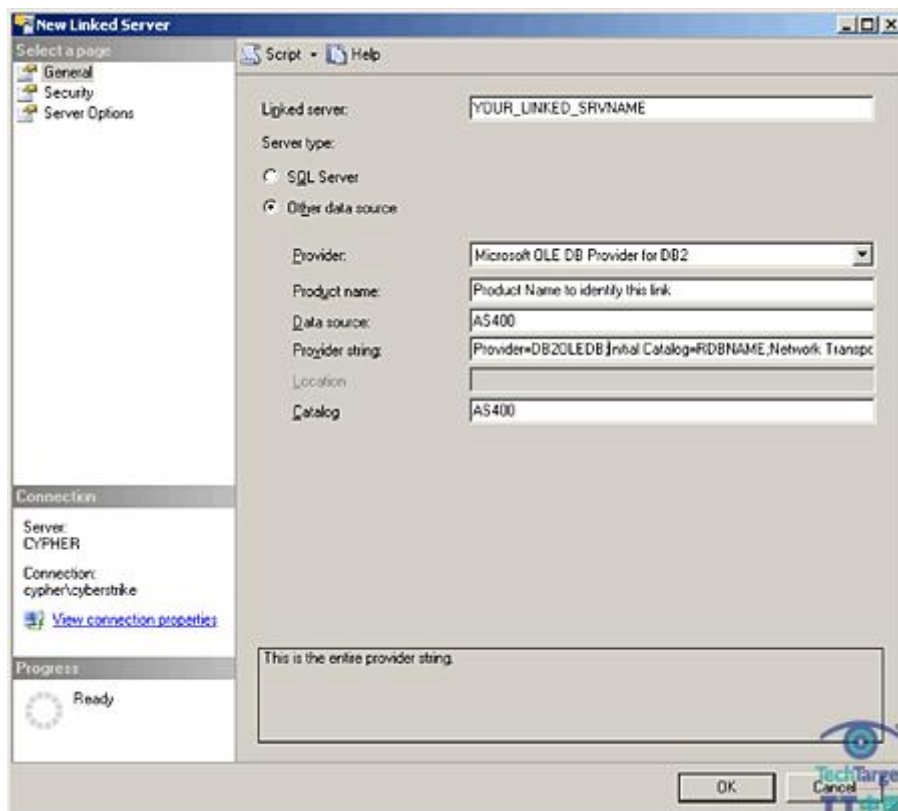 New Linked Server
Select a page
General
Security
Server Options
Script
Help
Linked server:
YOUR_LINKED_SRVNAME
Server type:
SQL Server
Other data source
Provider:
Microsoft OLE DB Provider for DB2
Product name:
Product Name to identify this link
Data source:
AS400
Provider string:
Provider=DB2OLEDB;Initial Catalog=RDBNAME;Network Transpo
Location
Catalog
AS400
Connection
Server:
CYPHER
Connection:
cypher\cyberstrike
View connection properties
Progress
Ready
This is the entire provider string.
OK
Cancel
TechTarge